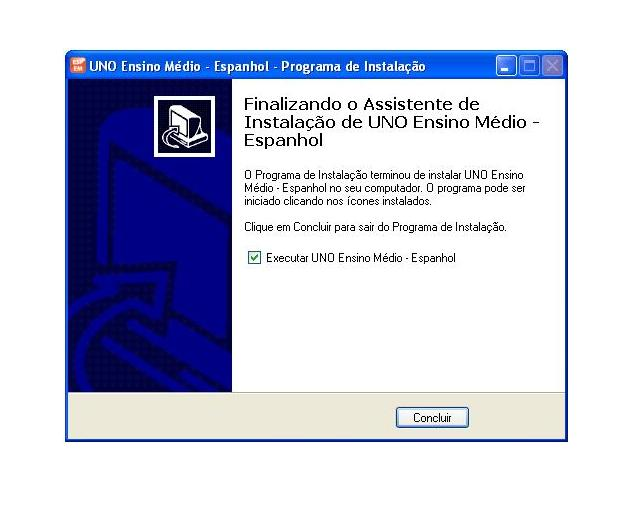 ESP
EM
UNO Ensino Médio - Espanhol - Programa de Instalação
Finalizando o Assistente de
Instalação de UNO Ensino Médio -
Espanhol
O Programa de Instalação terminou de instalar UNO Ensino
Médio - Espanhol no seu computador. O programa pode ser
iniciado clicando nos ícones instalados.
Clique em Concluir para sair do Programa de Instalação.
Executar UNO Ensino Médio - Espanhol
Concluir